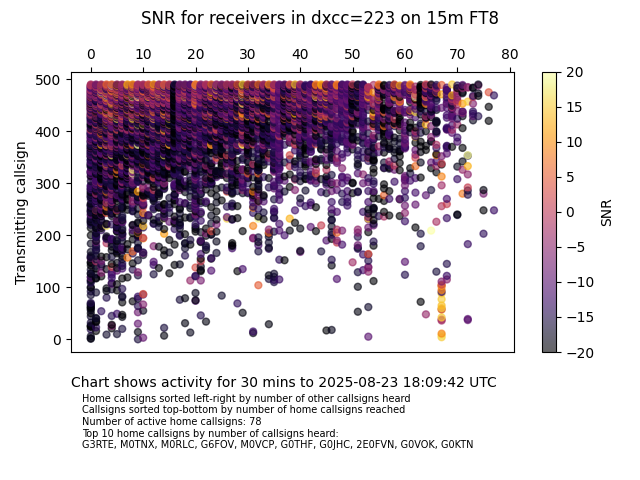 SNR for receivers in dxcc=223 on 15m FT8
0 10 20 30 40 50 60 70 80
500
400
300
200
100
0
Transmitting callsign
20
15
10
5
0
−5
−10
−15
−20
SNR
Chart shows activity for 30 mins to 2025-08-23 18:09:42 UTC
Home callsigns sorted left-right by number of other callsigns heard
Callsigns sorted top-bottom by number of home callsigns reached
Number of active home callsigns: 78
Top 10 home callsigns by number of callsigns heard:
G3RTE, M0TNX, M0RLC, G6FOV, M0VCP, G0THF, G0JHC, 2E0FVN, G0VOK, G0KTN